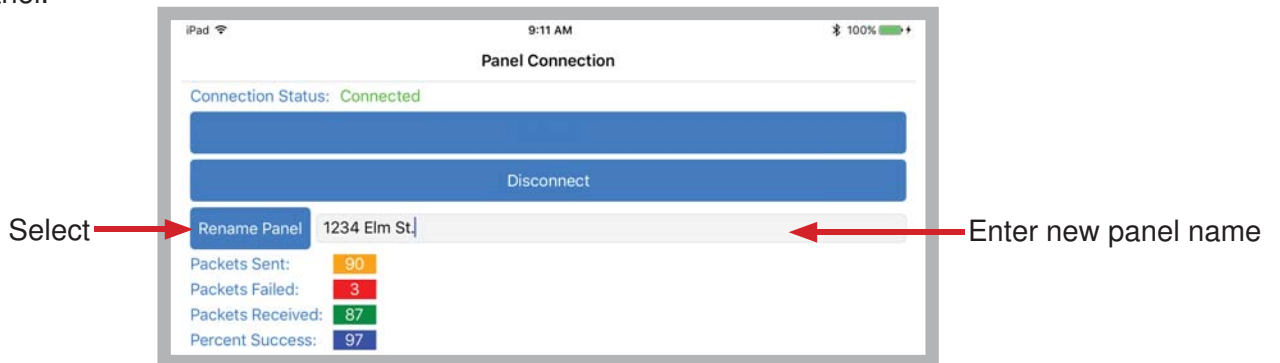 iPad 9:11 AM 100%
Panel Connection
Connection Status: Connected
Disconnect
Select Rename Panel 1234 Elm St. Enter new panel name
Packets Sent: 90
Packets Failed: 3
Packets Received: 87
Percent Success: 97